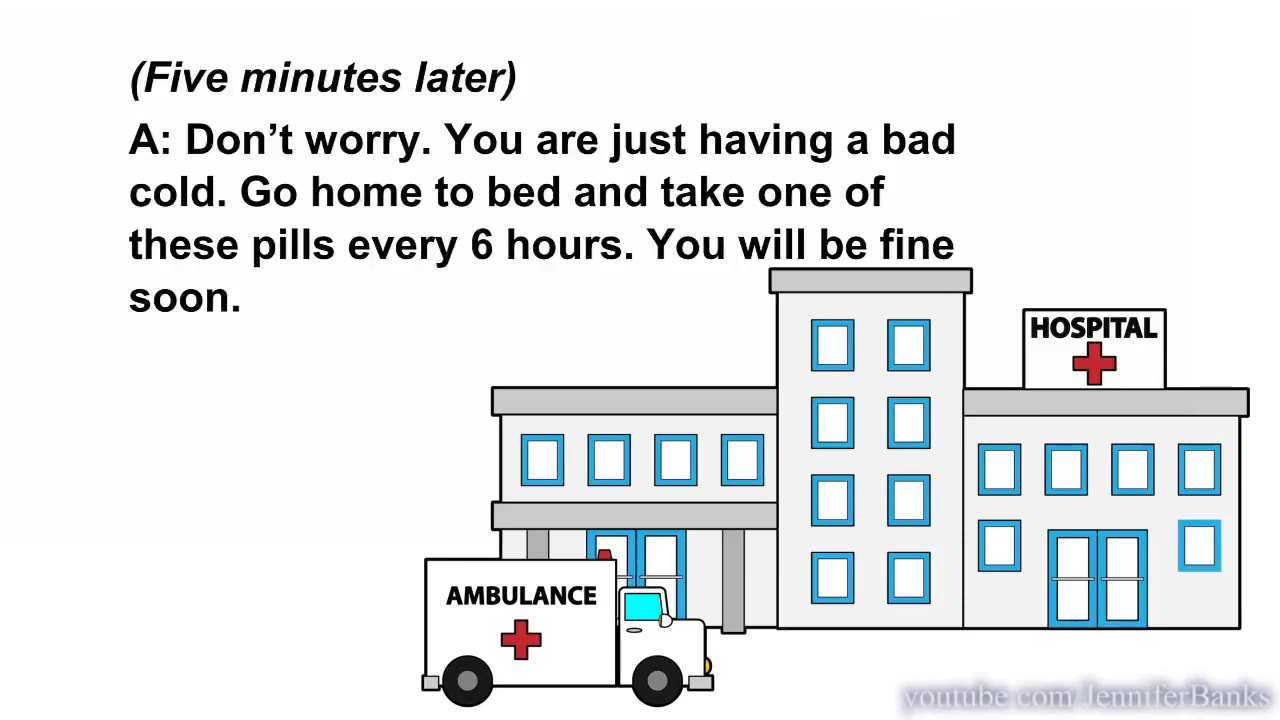 (Five minutes later)
A: Don’t worry. You are just having a bad
cold. Go home to bed and take one of
these pills every 6 hours. You will be fine
soon.
HOSPITAL
AMBULANCE
youtube com/JenniferBanks